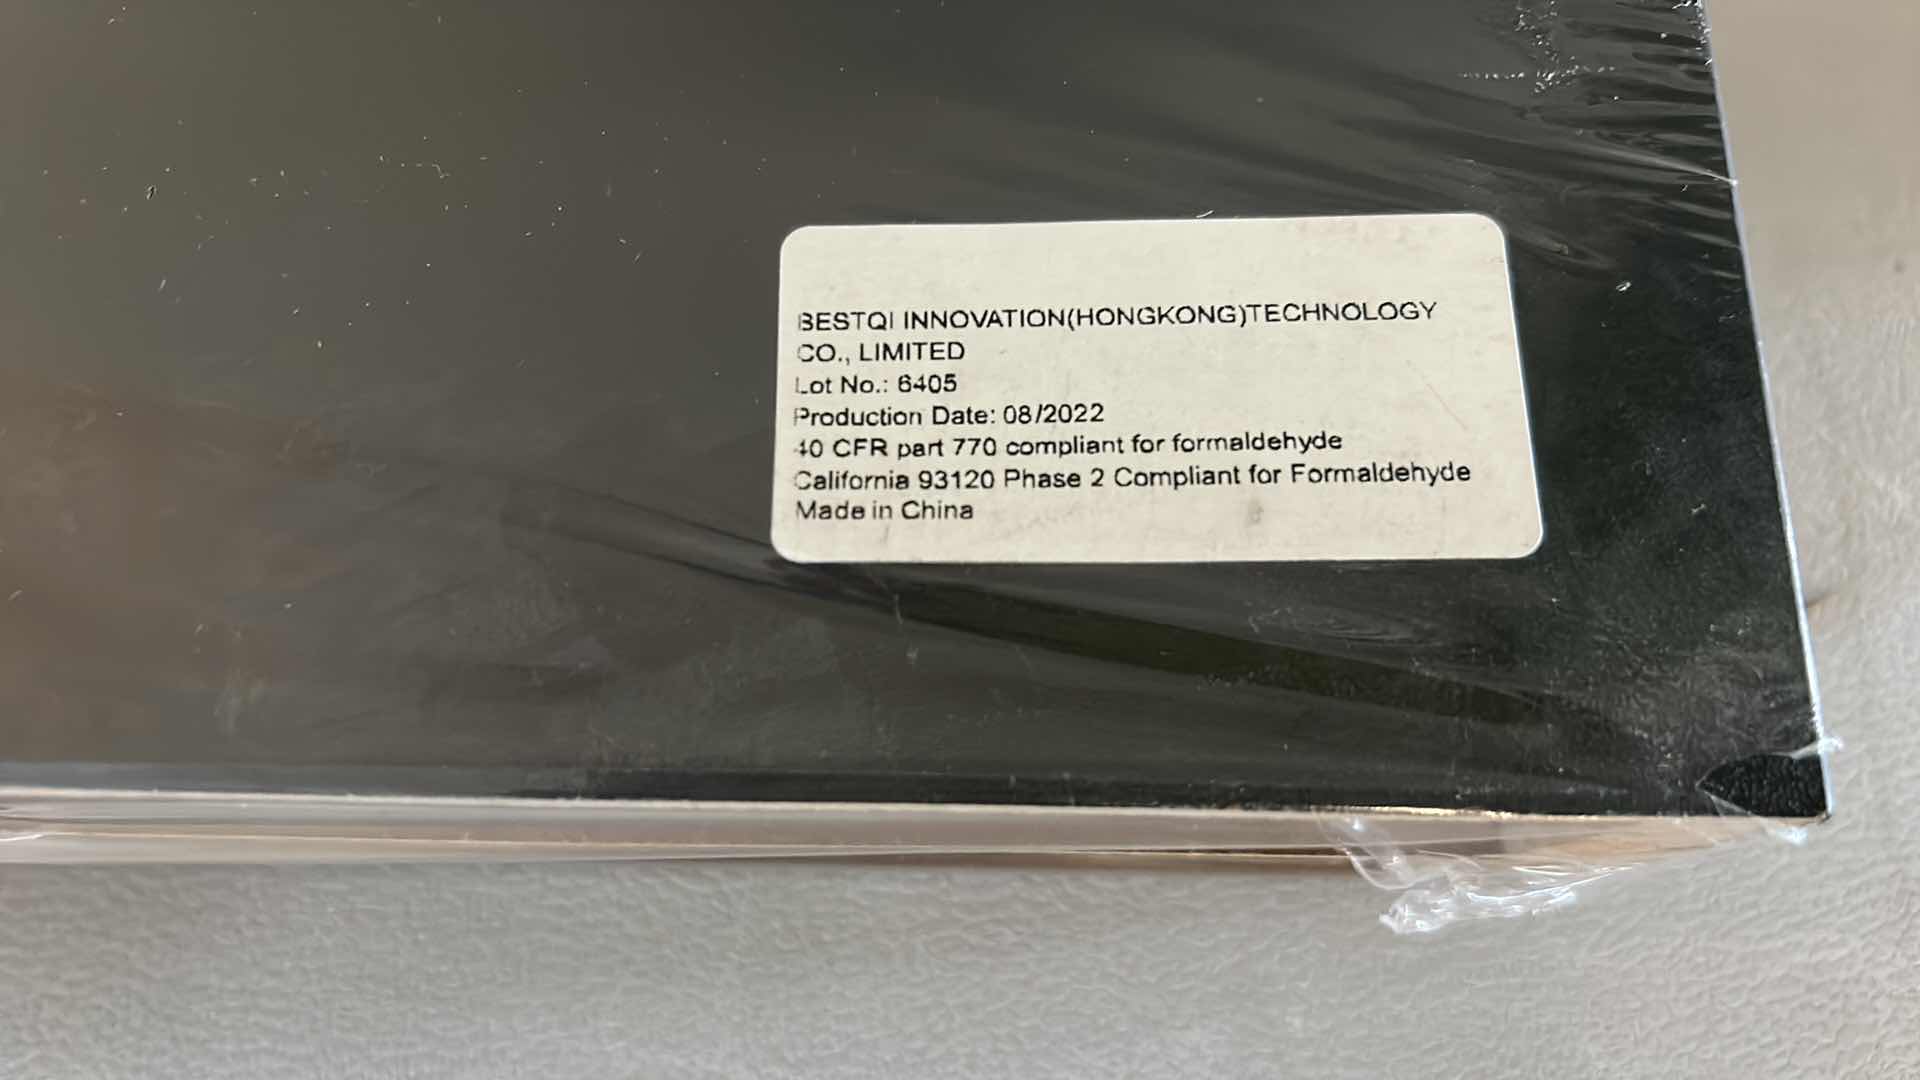 BESTQI INNOVATION(HONGKONG)TECHNOLOGY
CO., LIMITED
Lot No.: 6405
Production Date: 08/2022
40 CFR part 770 compliant for formaldehyde
California 93120 Phase 2 Compliant for Formaldehyde
Made in China